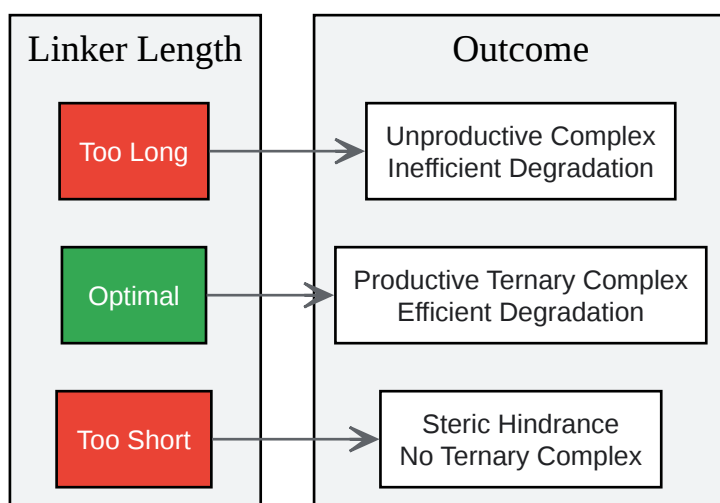 Linker Length
Outcome
Too Long
Unproductive Complex
Inefficient Degradation
Optimal
Productive Ternary Complex
Efficient Degradation
Too Short
Steric Hindrance
No Ternary Complex